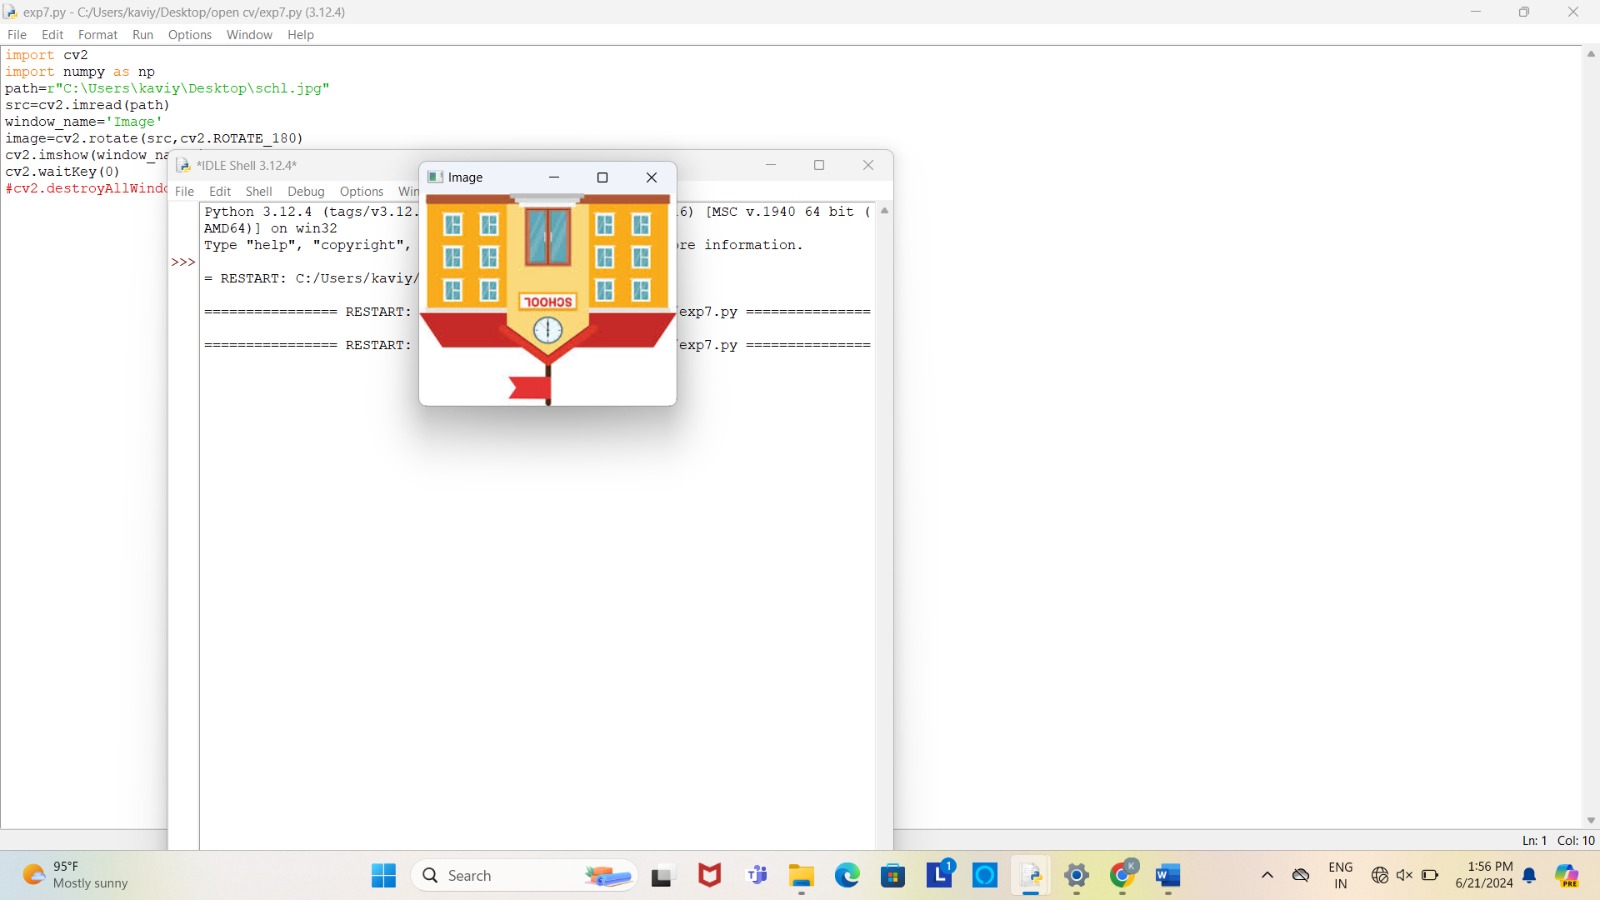 exp7.py - C:/Users/kaviy/Desktop/open cv/exp7.py (3.12.4)
File Edit Format Run Options Window Help
import cv2
import numpy as np
path=r"C:\Users\kaviy\Desktop\schl.jpg"
src=cv2.imread(path)
window_name='Image'
image=cv2.rotate(src,cv2.ROTATE_180)
cv2.imshow(window_na
cv2.waitKey(0)
#cv2.destroyAllWindo
*IDLE Shell 3.12.4*
File Edit Shell Debug Options Win
Python 3.12.4 (tags/v3.12. 6) [MSC v.1940 64 bit (
AMD64)] on win32
Type "help", "copyright", re information.
>>>
= RESTART: C:/Users/kaviy/
================ RESTART: exp7.py ===============
================ RESTART: exp7.py ===============
Image
SCHOOL
Ln: 1 Col: 10
95°F
Mostly sunny
Search
L
1
K
W
ENG
IN
1:56 PM
6/21/2024
PRE